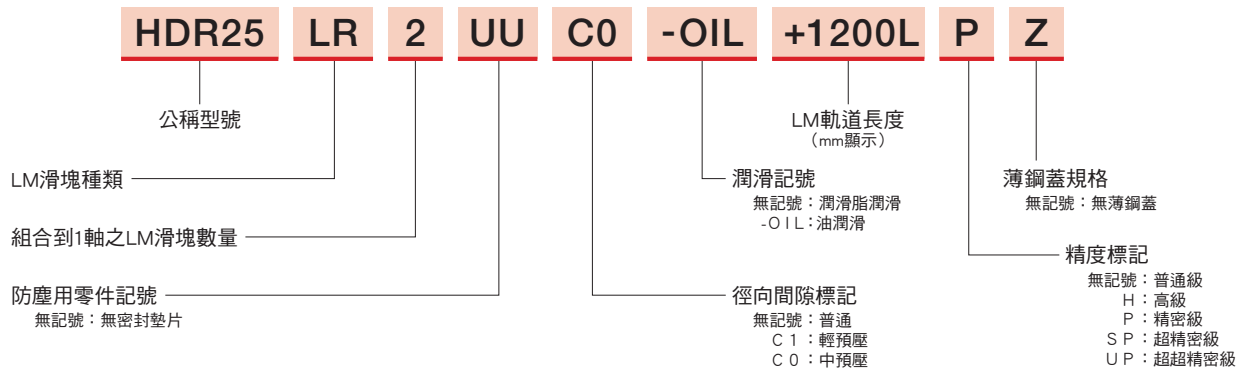 HDR25 LR 2 UU C0 -OIL +1200L P Z
公稱型號
LM軌道長度
(mm顯示)
LM滑塊種類
潤滑記號
無記號：潤滑脂潤滑
-OIL：油潤滑
薄鋼蓋規格
無記號：無薄鋼蓋
組合到1軸之LM滑塊數量
精度標記
無記號：普通級
H：高級
P：精密級
SP：超精密級
UP：超超精密級
防塵用零件記號
無記號：無密封墊片
徑向間隙標記
無記號：普通
C1：輕預壓
C0：中預壓